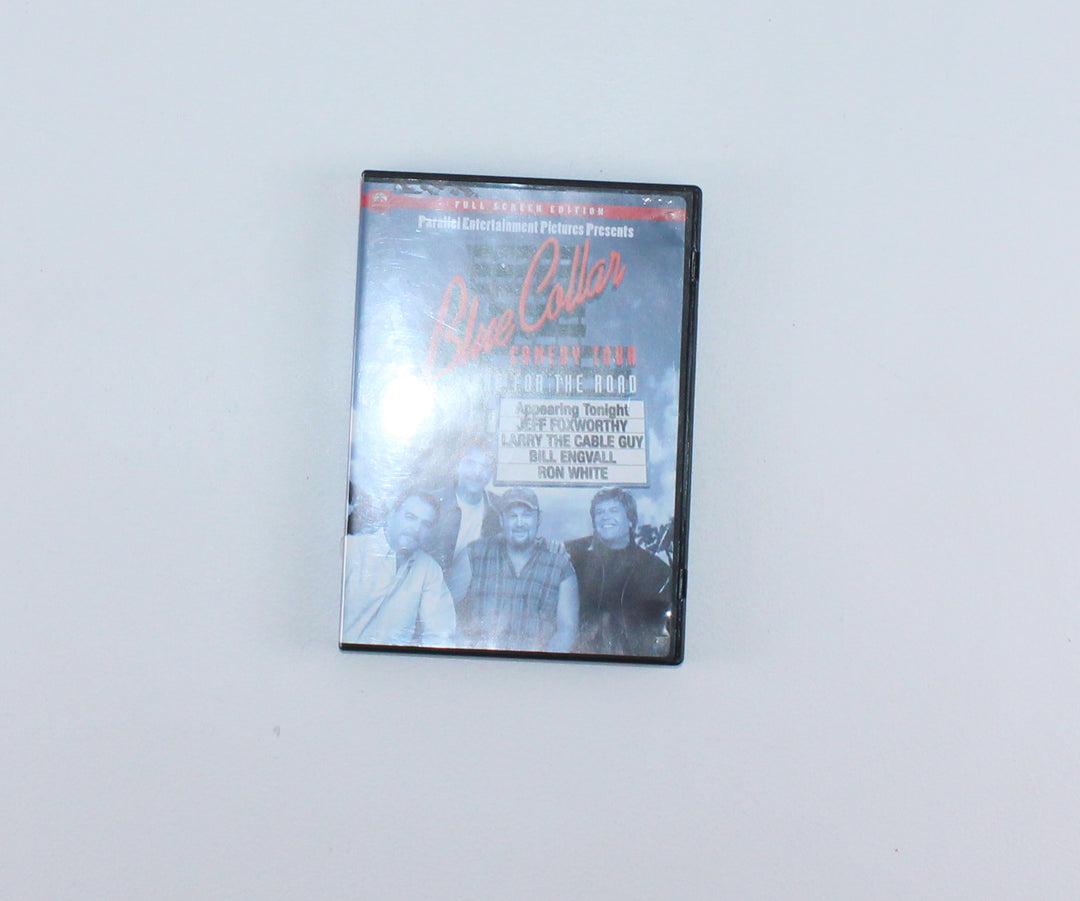 FULL SCREEN EDITION
Parallel Entertainment Pictures Presents
Blue Collar
COMEDY TOUR
FOR THE ROAD
Appearing Tonight
JEFF FOXWORTHY
LARRY THE CABLE GUY
BILL ENGVALL
RON WHITE